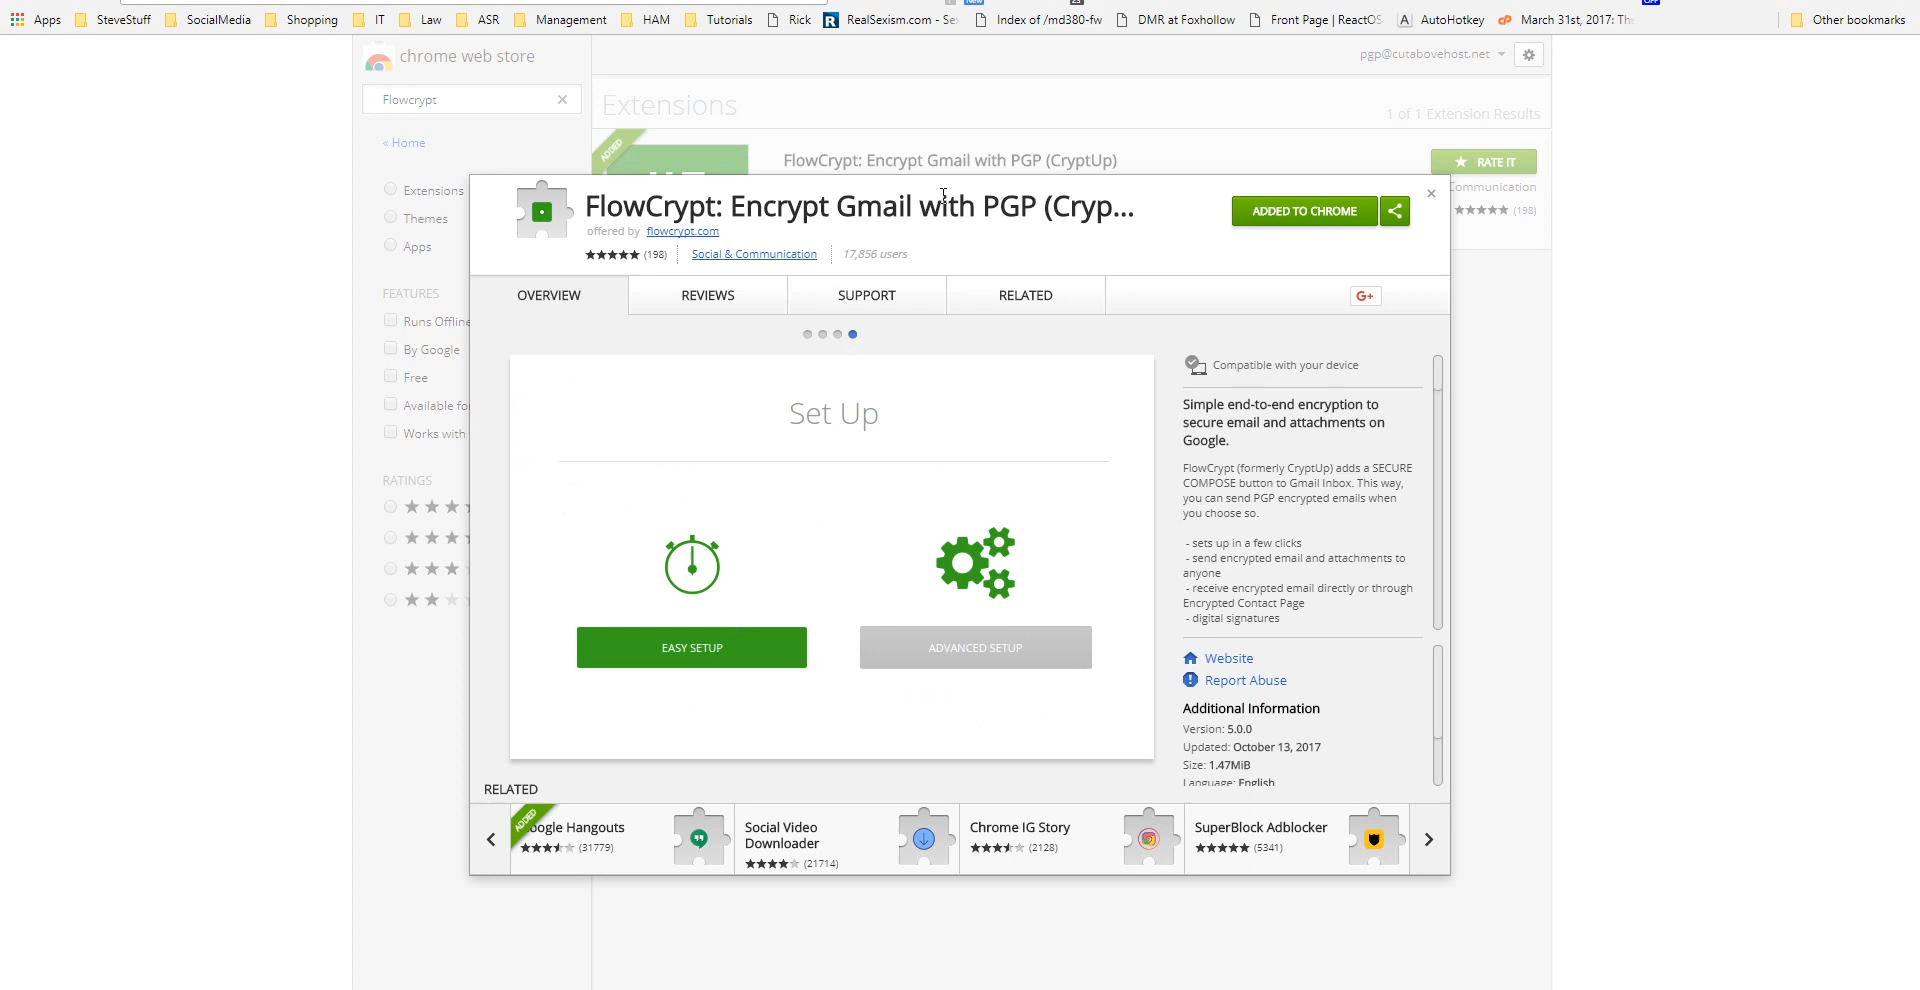 Apps SteveStuff SocialMedia Shopping IT Law ASR Management HAM Tutorials Rick RealSexism.com - Se Index of /md380-fw DMR at Foxhollow Front Page | ReactOS AutoHotkey March 31st, 2017: The Other bookmarks
chrome web store
pgp@cutabovehost.net
Flowcrypt
Extensions
1 of 1 Extension Results
« Home
ADDED
FlowCrypt: Encrypt Gmail with PGP (CryptUp)
RATE IT
Communication
(198)
Extensions
Themes
Apps
FEATURES
Runs Offline
By Google
Free
Available for
Works with
RATINGS
FlowCrypt: Encrypt Gmail with PGP (Cryp...
offered by flowcrypt.com
(198) Social & Communication 17,856 users
ADDED TO CHROME
OVERVIEW REVIEWS SUPPORT RELATED
G+
Set Up
EASY SETUP
ADVANCED SETUP
Compatible with your device
Simple end-to-end encryption to
secure email and attachments on
Google.
FlowCrypt (formerly CryptUp) adds a SECURE
COMPOSE button to Gmail Inbox. This way,
you can send PGP encrypted emails when
you choose so.
- sets up in a few clicks
- send encrypted email and attachments to
anyone
- receive encrypted email directly or through
Encrypted Contact Page
- digital signatures
Website
Report Abuse
Additional Information
Version: 5.0.0
Updated: October 13, 2017
Size: 1.47MiB
Language: English
RELATED
ADDED
oogle Hangouts
(31779)
Social Video
Downloader
(21714)
Chrome IG Story
(2128)
SuperBlock Adblocker
(5341)